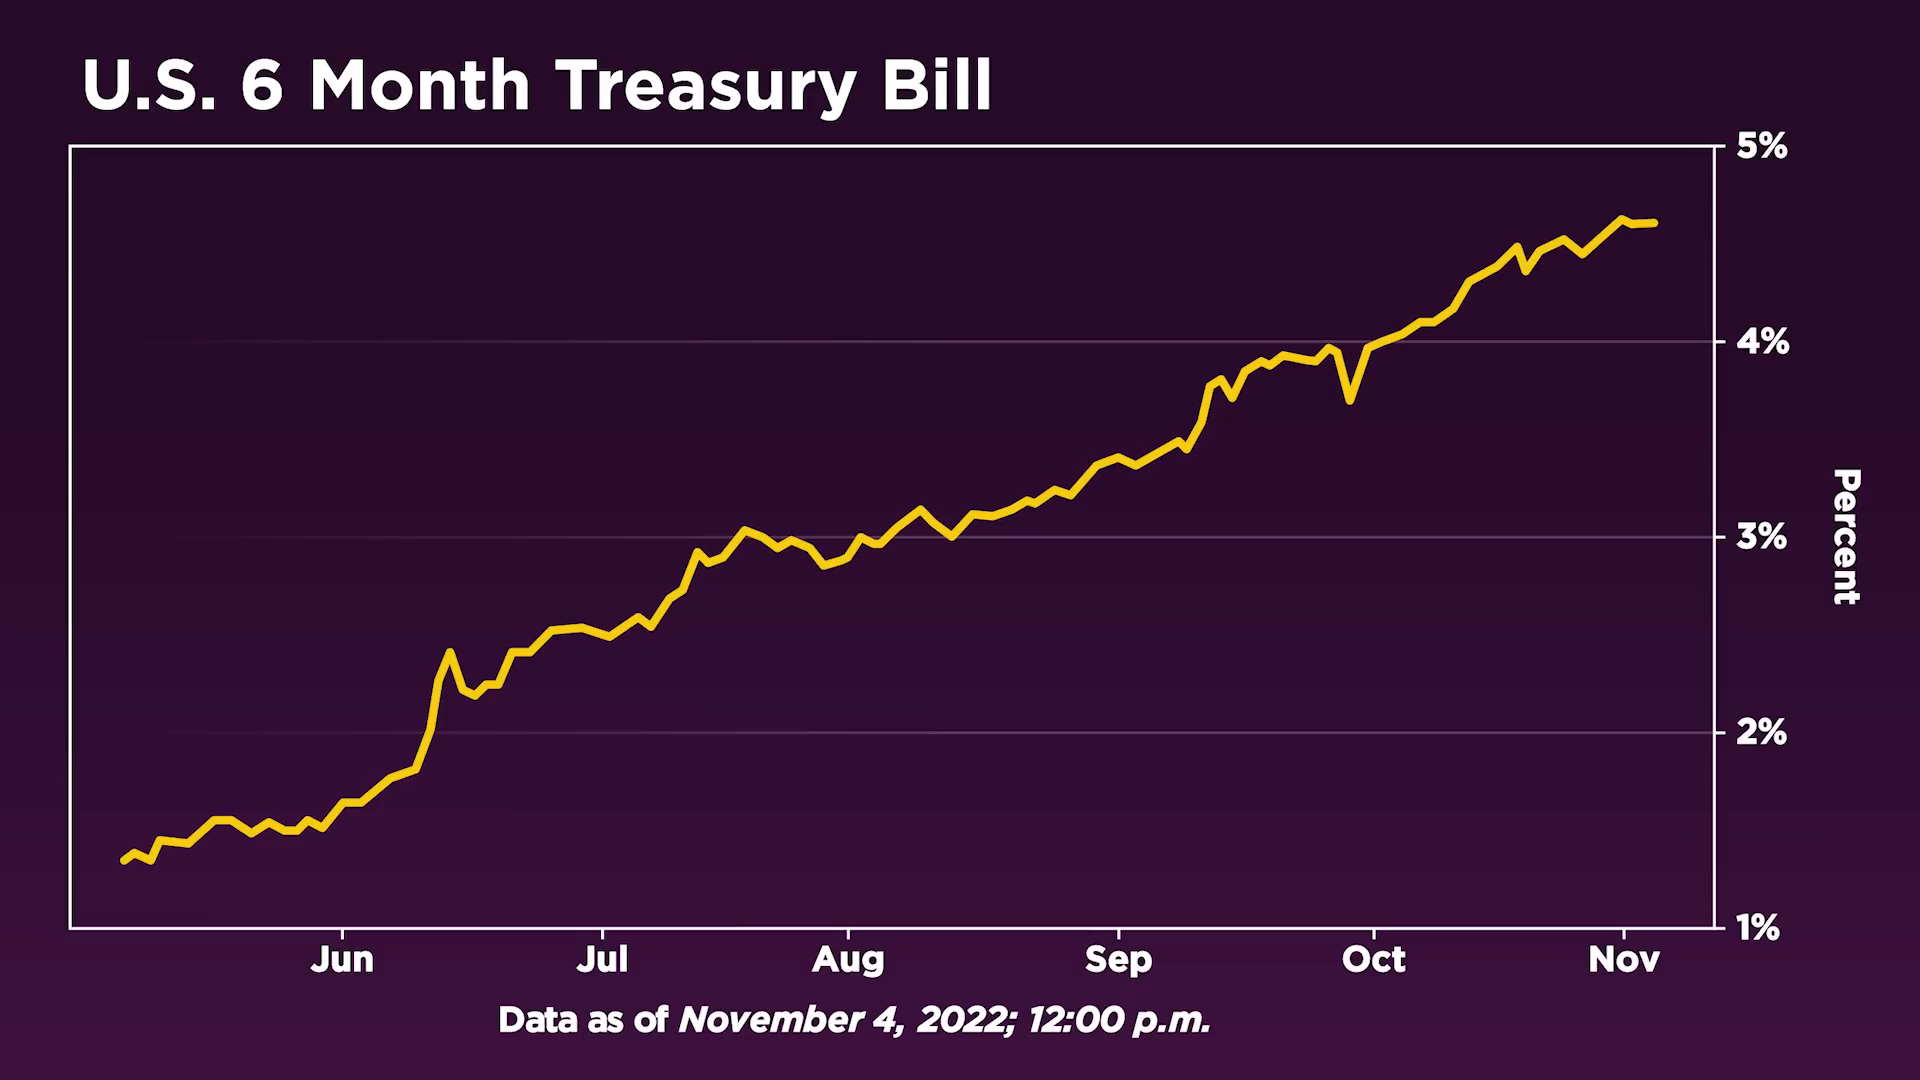 U.S. 6 Month Treasury Bill
5%
4%
3%
2%
1%
Percent
Jun Jul Aug Sep Oct Nov
Data as of November 4, 2022; 12:00 p.m.